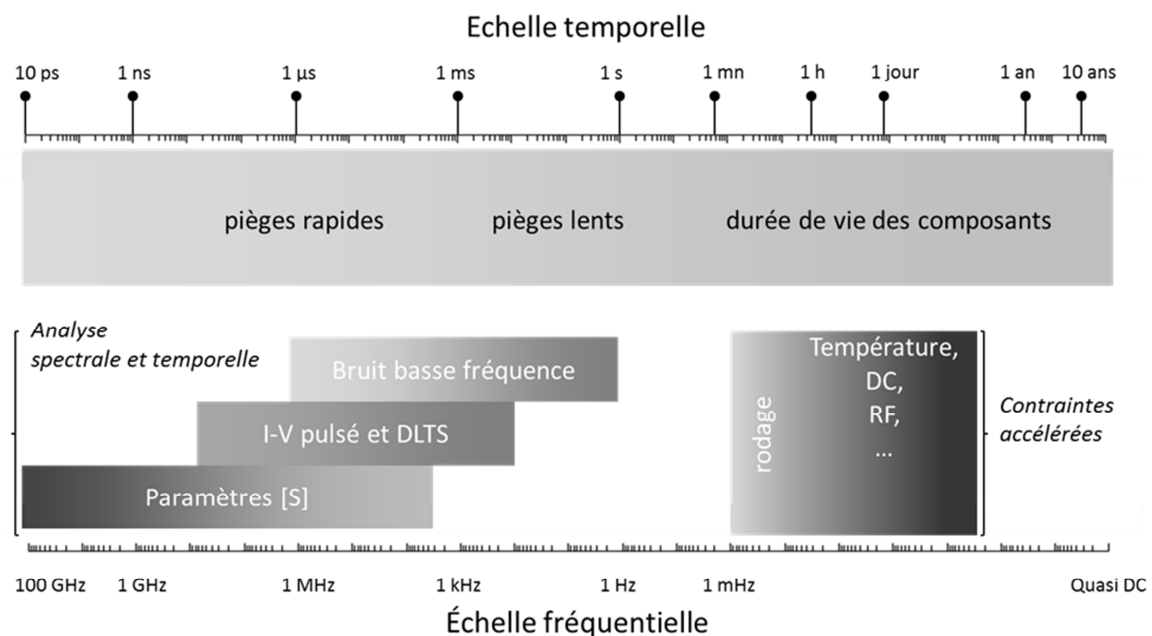 Echelle temporelle
10 ps 1 ns 1 µs 1 ms 1 s 1 mn 1 h 1 jour 1 an 10 ans
pièges rapides pièges lents durée de vie des composants
Analyse
spectrale et temporelle
Bruit basse fréquence
I-V pulsé et DLTS
Paramètres [S]
rodage
Température,
DC,
RF,
...
Contraintes
accélérées
100 GHz 1 GHz 1 MHz 1 kHz 1 Hz 1 mHz Quasi DC
Échelle fréquentielle